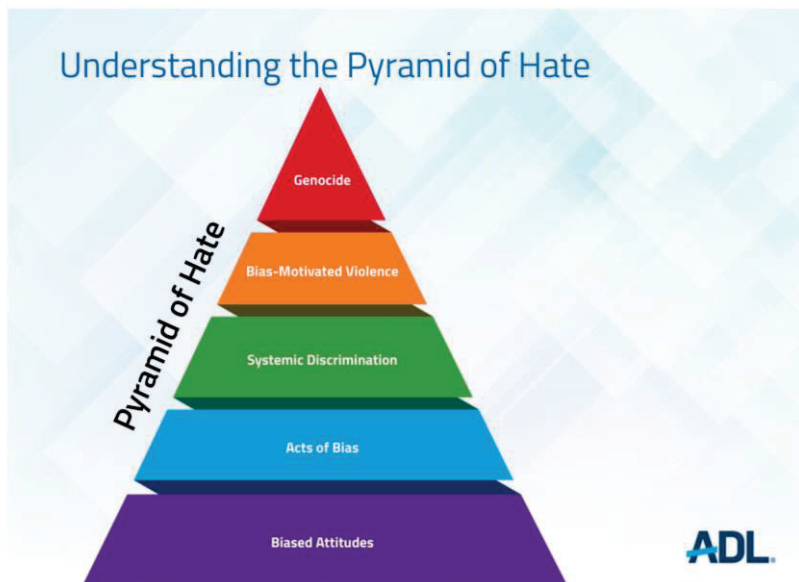 Understanding the Pyramid of Hate
Pyramid of Hate
Genocide
Bias-Motivated Violence
Systemic Discrimination
Acts of Bias
Biased Attitudes
ADL®